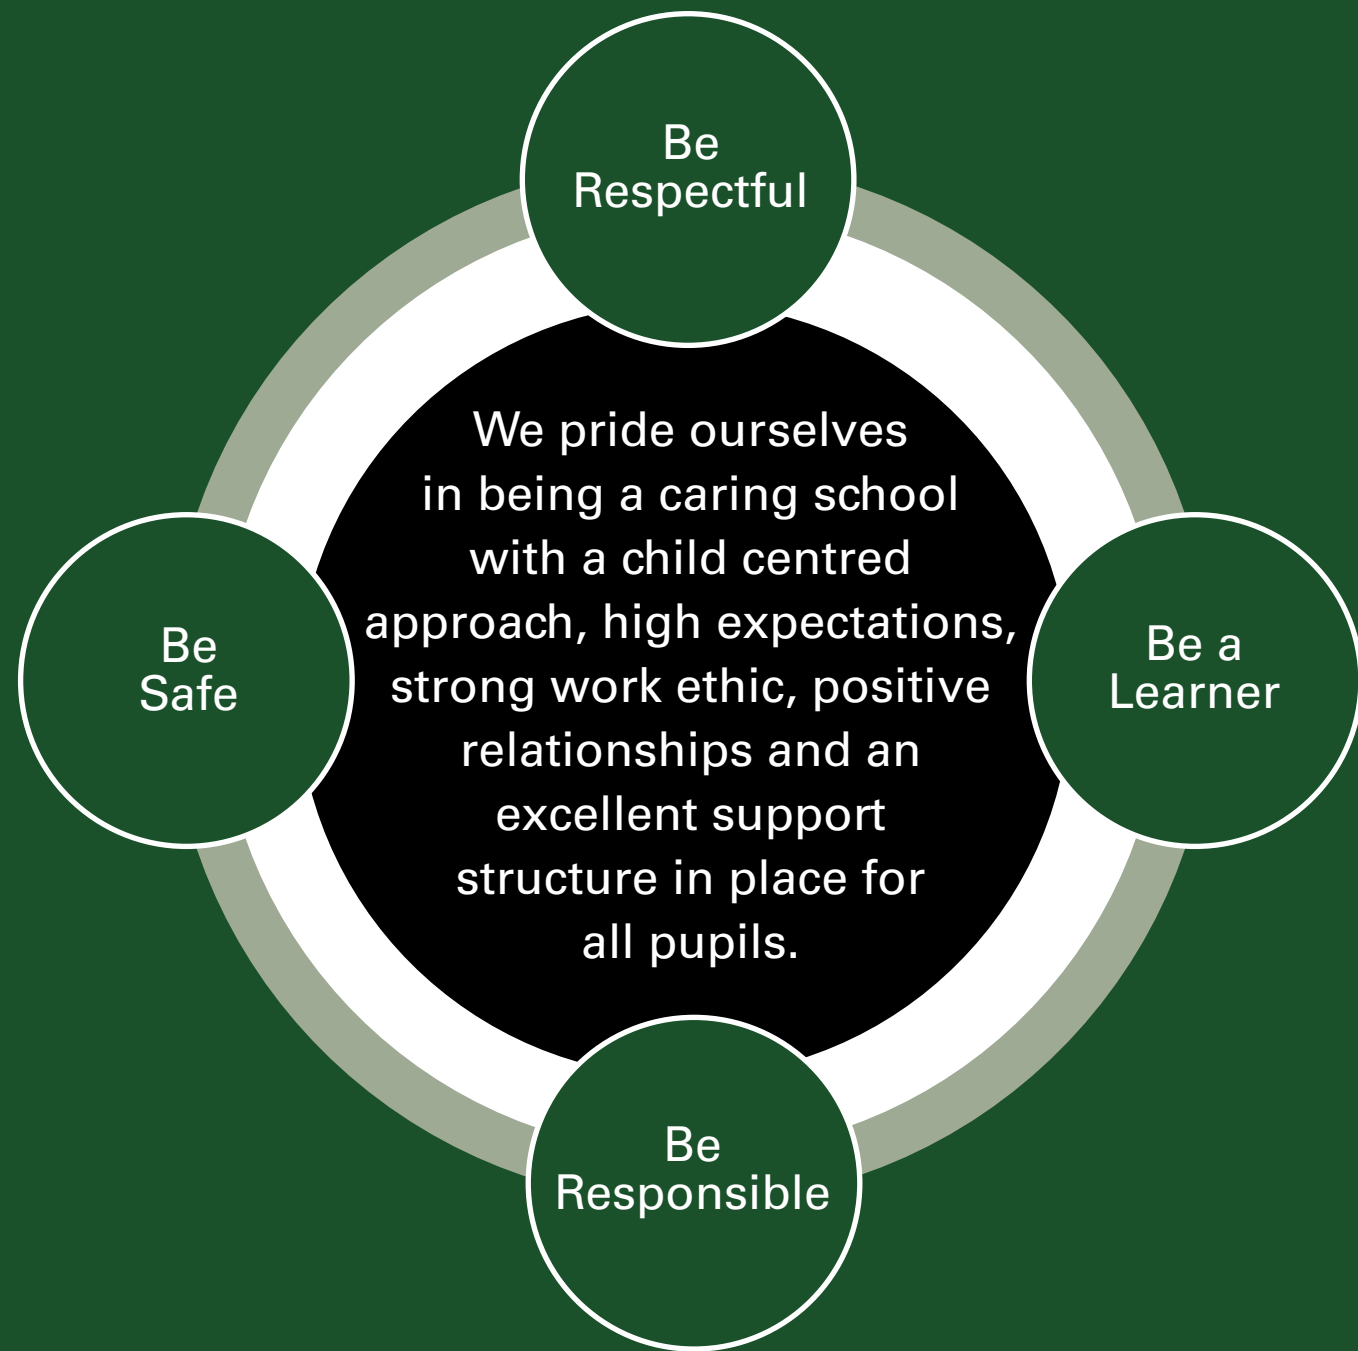 Be
Respectful
We pride ourselves
in being a caring school
with a child centred
approach, high expectations,
strong work ethic, positive
relationships and an
excellent support
structure in place for
all pupils.
Be
Safe
Be a
Learner
Be
Responsible